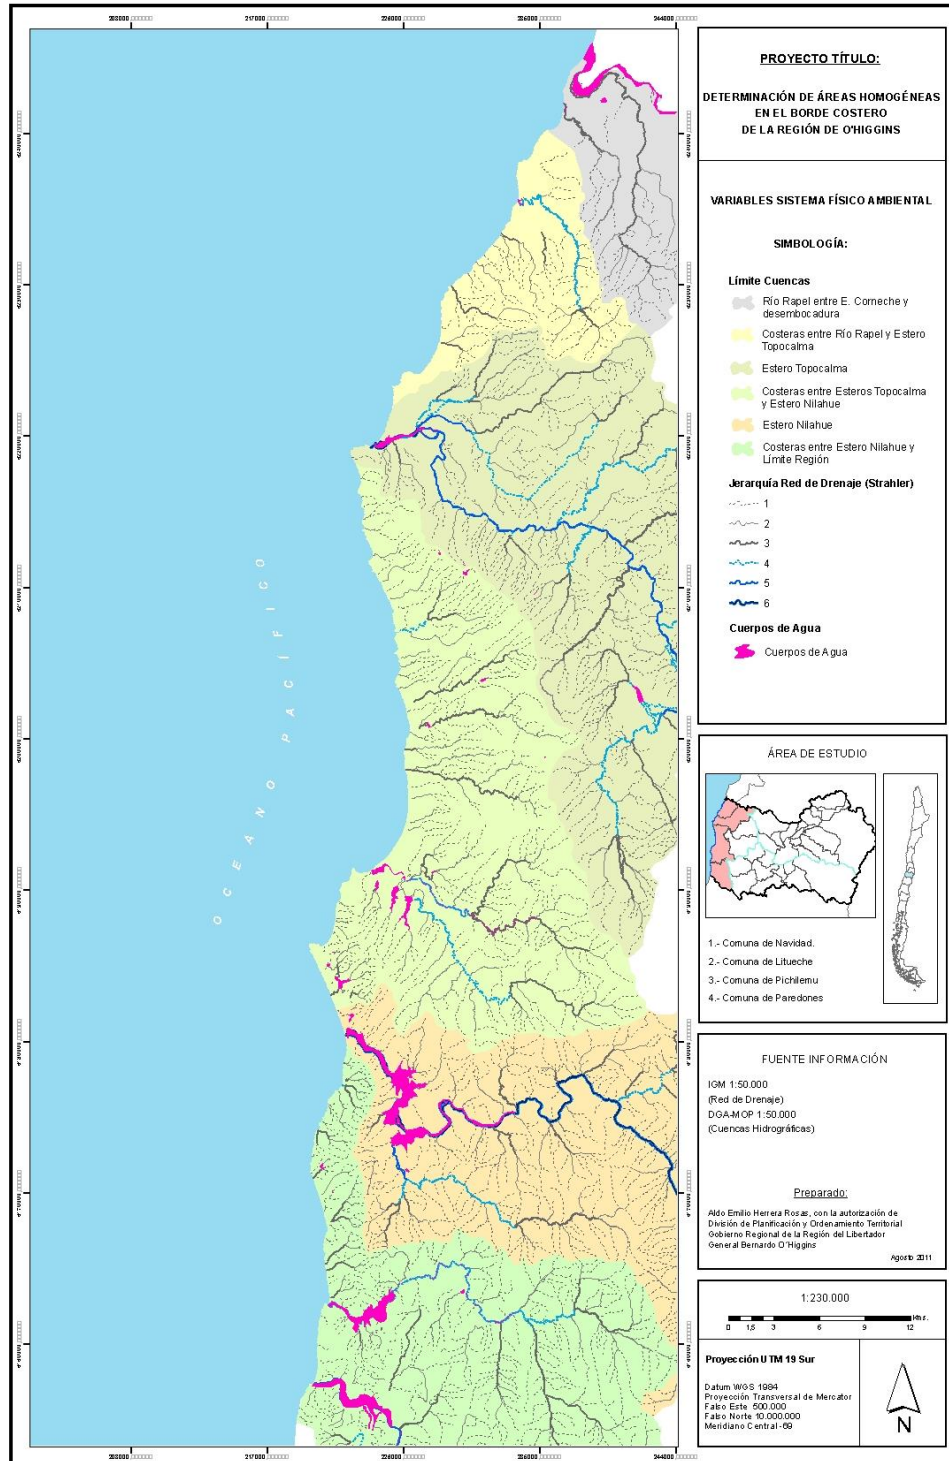 PROYECTO TÍTULO:
DETERMINACIÓN DE ÁREAS HOMOGÉNEAS
EN EL BORDE COSTERO
DE LA REGIÓN DE O'HIGGINS
VARIABLES SISTEMA FÍSICO AMBIENTAL
SIMBOLOGÍA:
Límite Cuencas
Río Rapel entre E. Corneche y
desembocadura
Costeras entre Río Rapel y Estero
Topocalma
Estero Topocalma
Costeras entre Esteros Topocalma
y Estero Nilahue
Estero Nilahue
Costeras entre Estero Nilahue y
Límite Región
Jerarquía Red de Drenaje (Strahler)
1
2
3
4
5
6
Cuerpos de Agua
Cuerpos de Agua
OCEANO PACIFICO
ÁREA DE ESTUDIO
1.- Comuna de Navidad.
2.- Comuna de Litueche
3.- Comuna de Pichilemu
4.- Comuna de Paredones
FUENTE INFORMACIÓN
IGM 1:50.000
(Red de Drenaje)
DGA-MOP 1:50.000
(Cuencas Hidrográficas)
Preparado:
Aldo Emilio Herrera Rosas, con la autorización de
División de Planificación y Ordenamiento Territorial
Gobierno Regional de la Región del Libertador
General Bernardo O'Higgins
Agosto 2011
1:230.000
0 1,5 3 6 9 12
Kms.
Proyección UTM 19 Sur
Datum WGS 1984
Proyección Transversal de Mercator
Falso Este 500.000
Falso Norte 10.000.000
Meridiano Central -69
N